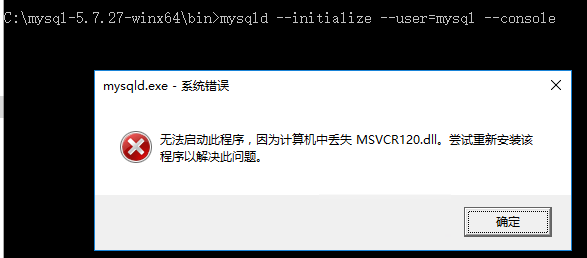 C:\mysql-5.7.27-winx64\bin>mysqld --initialize --user=mysql --console
mysqld.exe - 系统错误
无法启动此程序，因为计算机中丢失 MSVCR120.dll。尝试重新安装该
程序以解决此问题。
确定